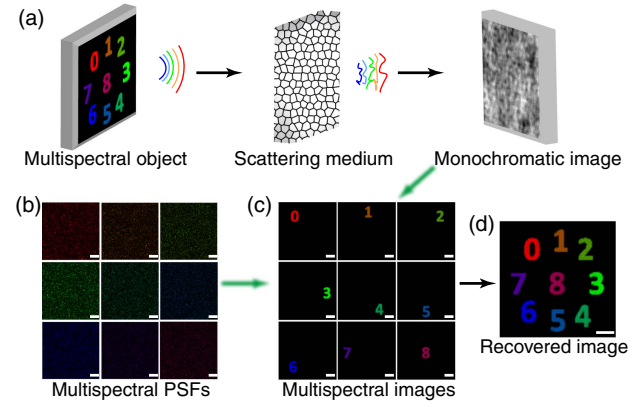 (a)
0 1 2
7 8 3
6 5 4
Multispectral object
Scattering medium
Monochromatic image
(b)
(c)
(d)
0
1
2
3
4
5
6
7
8
0 1 2
7 8 3
6 5 4
Multispectral PSFs
Multispectral images
Recovered image